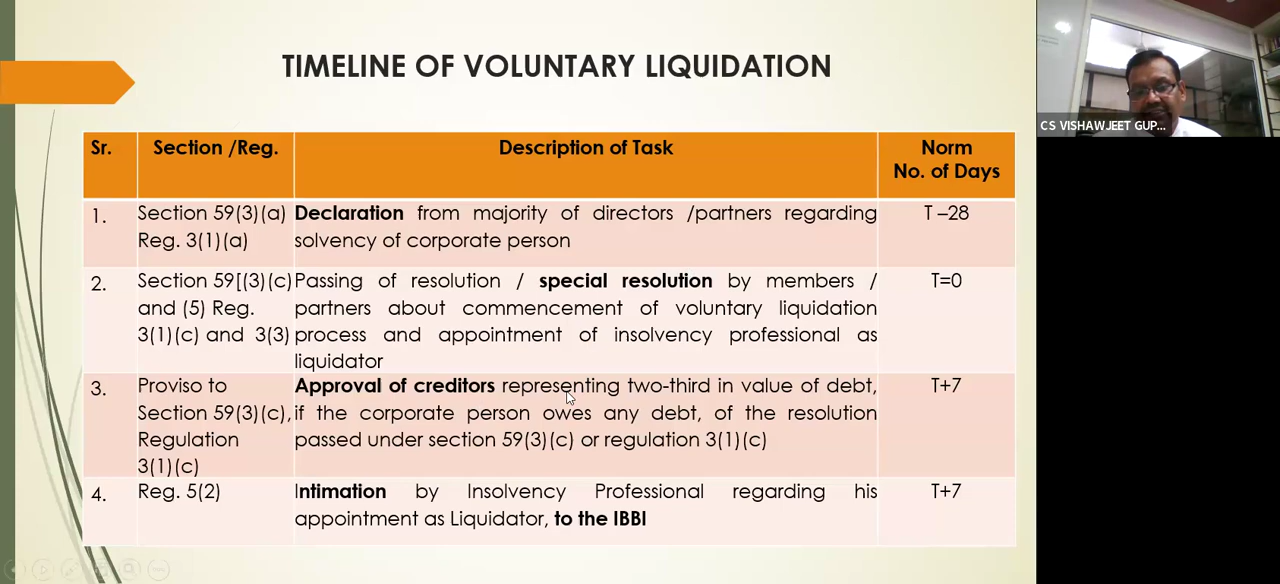 TIMELINE OF VOLUNTARY LIQUIDATION
CS VISHAWJEET GUP...
Sr.
Section /Reg.
Description of Task
Norm
No. of Days
1.
Section 59(3)(a)
Reg. 3(1)(a)
Declaration from majority of directors /partners regarding
solvency of corporate person
T –28
2.
Section 59[(3)(c)
and (5) Reg.
3(1)(c) and 3(3)
Passing of resolution / special resolution by members /
partners about commencement of voluntary liquidation
process and appointment of insolvency professional as
liquidator
T=0
3.
Proviso to
Section 59(3)(c),
Regulation
3(1)(c)
Approval of creditors representing two-third in value of debt,
if the corporate person owes any debt, of the resolution
passed under section 59(3)(c) or regulation 3(1)(c)
T+7
4.
Reg. 5(2)
Intimation by Insolvency Professional regarding his
appointment as Liquidator, to the IBBI
T+7